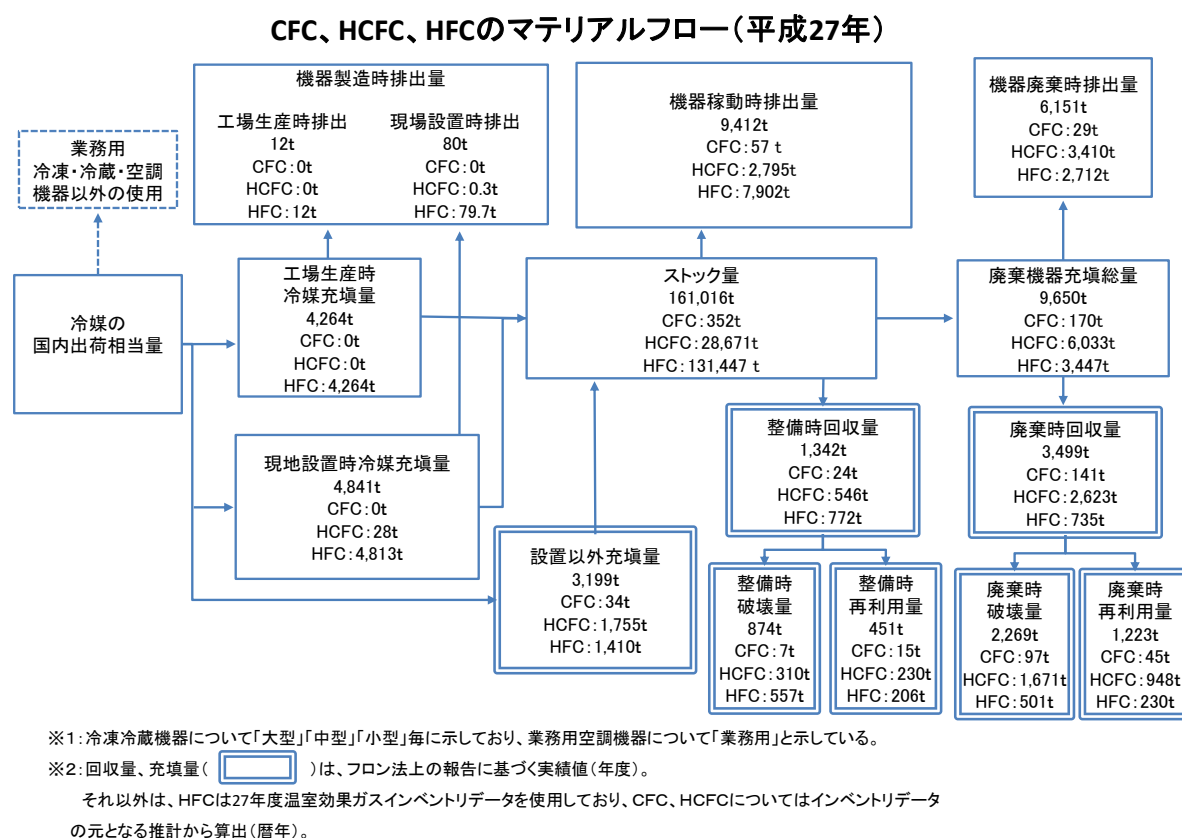 CFC、HCFC、HFCのマテリアルフロー(平成27年)
機器製造時排出量
工場生産時排出
12t
CFC:0t
HCFC:0t
HFC:12t
現場設置時排出
80t
CFC:0t
HCFC:0.3t
HFC:79.7t
機器稼動時排出量
9,412t
CFC:57 t
HCFC:2,795t
HFC:7,902t
機器廃棄時排出量
6,151t
CFC:29t
HCFC:3,410t
HFC:2,712t
業務用
冷凍・冷蔵・空調
機器以外の使用
冷媒の
国内出荷相当量
工場生産時
冷媒充塡量
4,264t
CFC:0t
HCFC:0t
HFC:4,264t
ストック量
161,016t
CFC:352t
HCFC:28,671t
HFC:131,447 t
廃棄機器充塡総量
9,650t
CFC:170t
HCFC:6,033t
HFC:3,447t
現地設置時冷媒充塡量
4,841t
CFC:0t
HCFC:28t
HFC:4,813t
設置以外充塡量
3,199t
CFC:34t
HCFC:1,755t
HFC:1,410t
整備時回収量
1,342t
CFC:24t
HCFC:546t
HFC:772t
廃棄時回収量
3,499t
CFC:141t
HCFC:2,623t
HFC:735t
整備時
破壊量
874t
CFC:7t
HCFC:310t
HFC:557t
整備時
再利用量
451t
CFC:15t
HCFC:230t
HFC:206t
廃棄時
破壊量
2,269t
CFC:97t
HCFC:1,671t
HFC:501t
廃棄時
再利用量
1,223t
CFC:45t
HCFC:948t
HFC:230t
※1:冷凍冷蔵機器について「大型」「中型」「小型」毎に示しており、業務用空調機器について「業務用」と示している。
※2:回収量、充塡量( )は、フロン法上の報告に基づく実績値(年度)。
それ以外は、HFCは27年度温室効果ガスインベントリデータを使用しており、CFC、HCFCについてはインベントリデータ
の元となる推計から算出(暦年)。